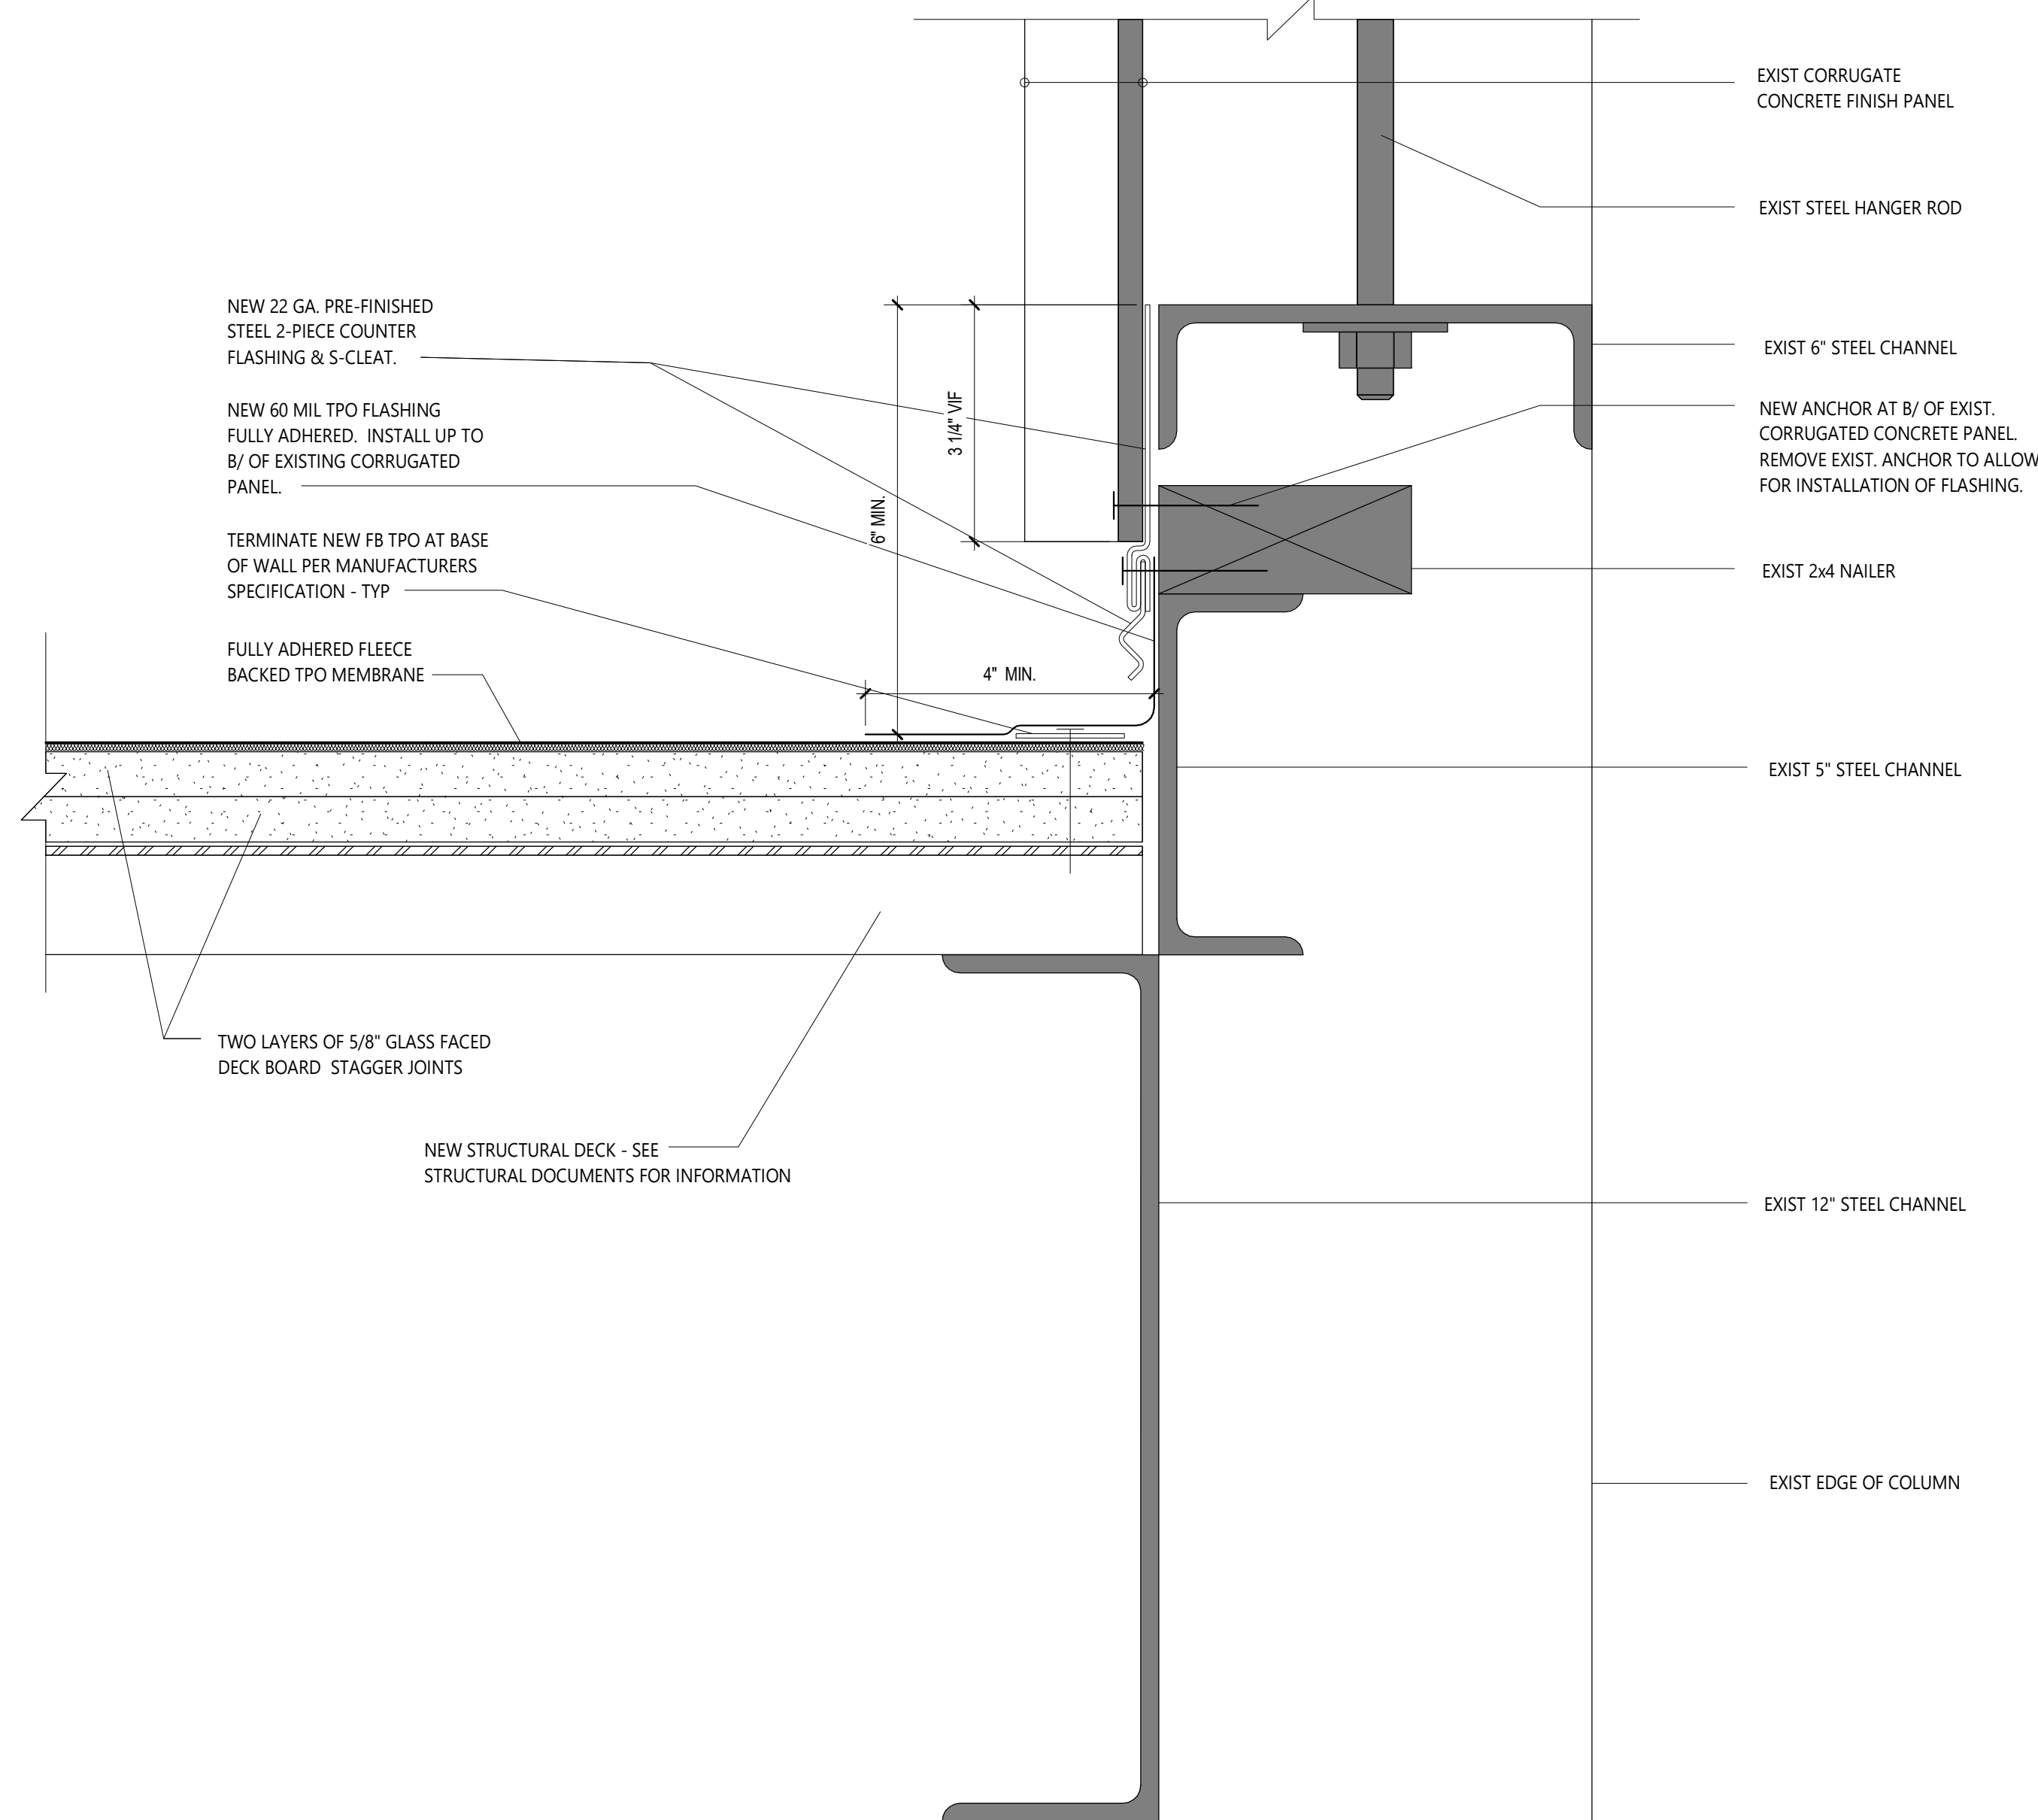 EXIST CORRUGATE
CONCRETE FINISH PANEL
EXIST STEEL HANGER ROD
NEW 22 GA. PRE-FINISHED
STEEL 2-PIECE COUNTER
FLASHING & S-CLEAT.
EXIST 6" STEEL CHANNEL
NEW 60 MIL TPO FLASHING
FULLY ADHERED.  INSTALL UP TO
B/ OF EXISTING CORRUGATED
PANEL.
3 1/4" VIF
6" MIN.
NEW ANCHOR AT B/ OF EXIST.
CORRUGATED CONCRETE PANEL.
REMOVE EXIST. ANCHOR TO ALLOW
FOR INSTALLATION OF FLASHING.
TERMINATE NEW FB TPO AT BASE
OF WALL PER MANUFACTURERS
SPECIFICATION - TYP
EXIST 2x4 NAILER
FULLY ADHERED FLEECE
BACKED TPO MEMBRANE
4"  MIN.
EXIST 5" STEEL CHANNEL
TWO LAYERS OF 5/8" GLASS FACED
DECK BOARD  STAGGER JOINTS
NEW STRUCTURAL DECK - SEE
STRUCTURAL DOCUMENTS FOR INFORMATION
EXIST 12" STEEL CHANNEL
EXIST EDGE OF COLUMN